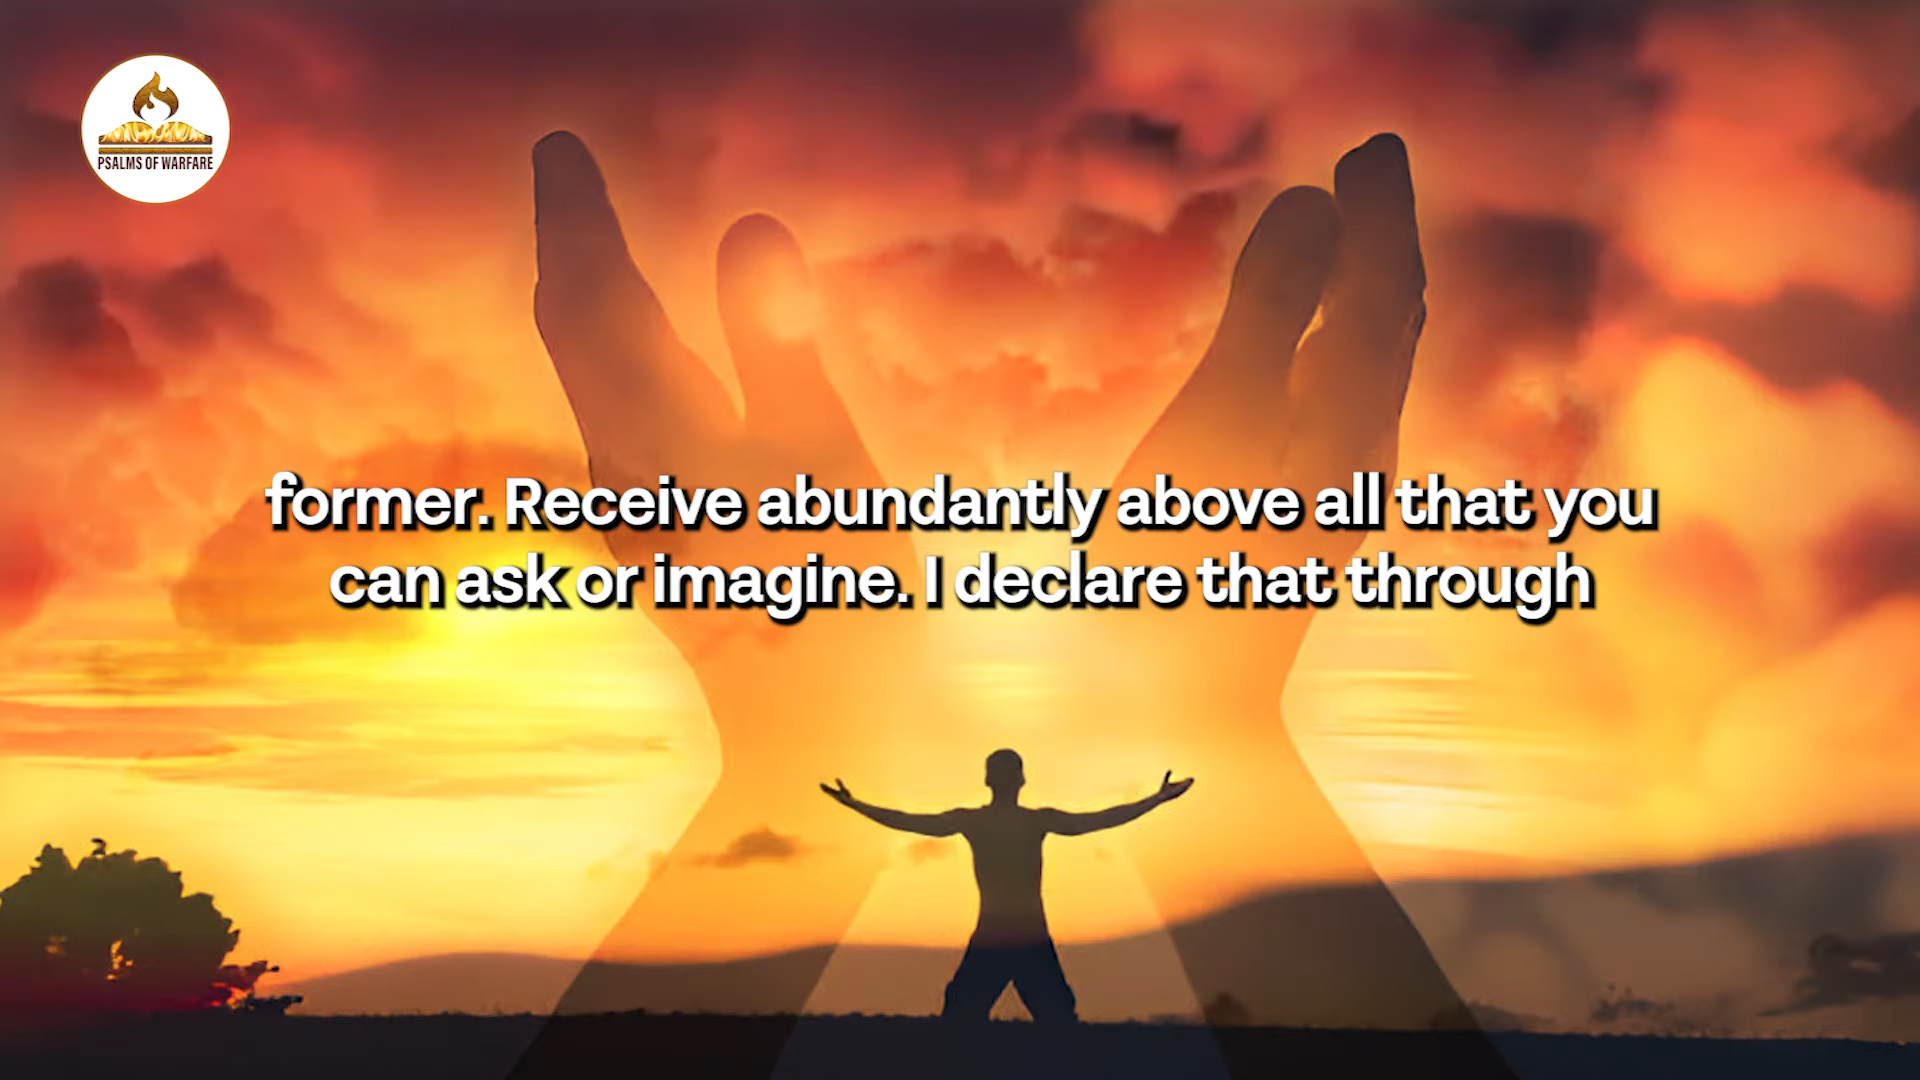 PSALMS OF WARFARE
former. Receive abundantly above all that you
can ask or imagine. I declare that through